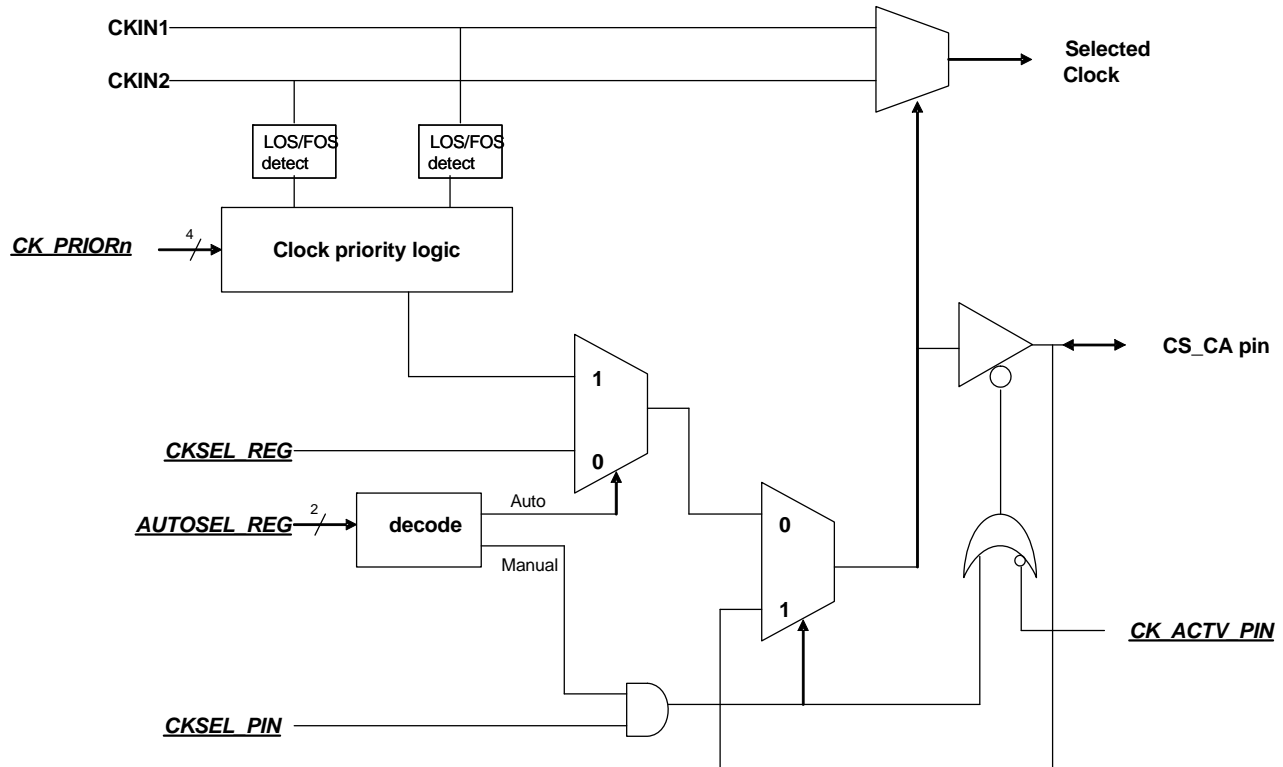 CKIN1
Selected
Clock
CKIN2
LOS/FOS
detect
LOS/FOS
detect
CK_PRIORn
4
Clock priority logic
1
CS_CA pin
CKSEL_REG
0
AUTOSEL_REG
2
decode
Auto
Manual
0
1
CK_ACTV_PIN
CKSEL_PIN